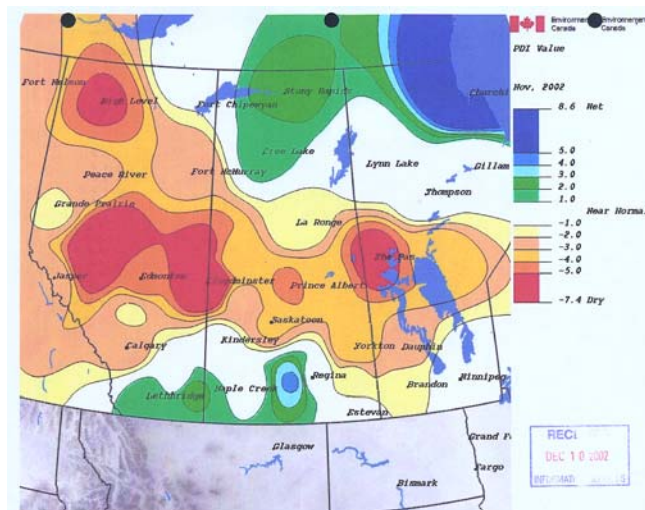 Environment
Canada
Environnement
Canada
PDI Value
Nov. 2002
8.6 Wet
5.0
4.0
3.0
2.0
1.0
Near Normal
-1.0
-2.0
-3.0
-4.0
-5.0
-7.4 Dry
Fort Nelson
High Level
Fort Chipewyan
Stony Rapids
Churchi
Cree Lake
Fort McMurray
Lynn Lake
Gillam
Peace River
Thompson
Grande Prairie
La Ronge
The Pas
Jasper
Edmonton
Lloydminster
Prince Albert
Saskatoon
Calgary
Kindersley
Yorkton
Dauphin
Lethbridge
Maple Creek
Regina
Brandon
Winnipeg
Estevan
Glasgow
Grand F
Fargo
Bismark
DEC 10 2002